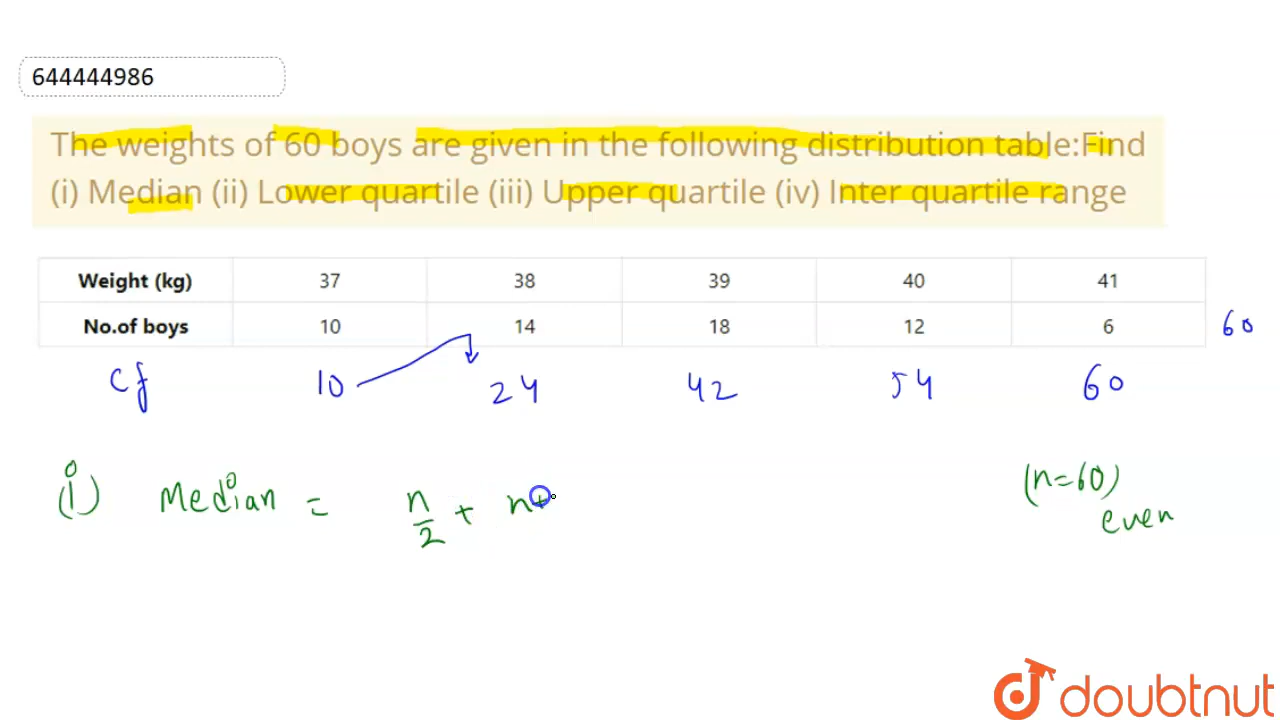 644444986
The weights of 60 boys are given in the following distribution table:Find
(i) Median (ii) Lower quartile (iii) Upper quartile (iv) Inter quartile range
Weight (kg) 37 38 39 40 41
No.of boys 10 14 18 12 6 60
cf 10 24 42 54 60
(i) Median = n/2 + n+ (n=60)
even
doubtnut